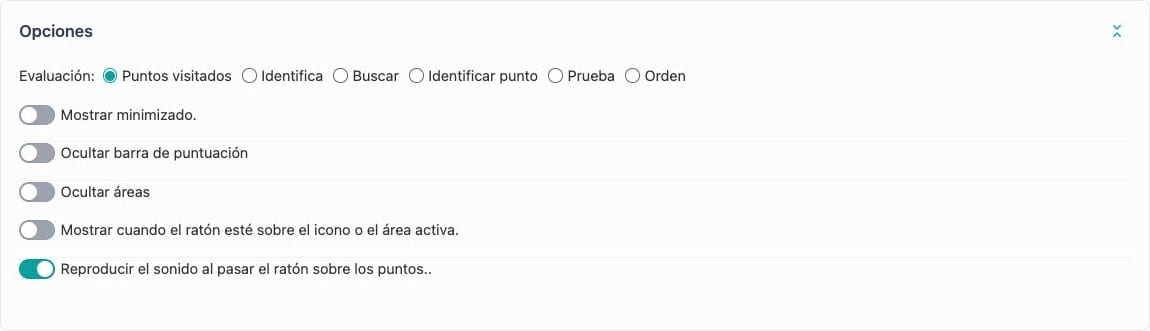 Opciones
Evaluación: Puntos visitados Identifica Buscar Identificar punto Prueba Orden
Mostrar minimizado.
Ocultar barra de puntuación
Ocultar áreas
Mostrar cuando el ratón esté sobre el icono o el área activa.
Reproducir el sonido al pasar el ratón sobre los puntos..